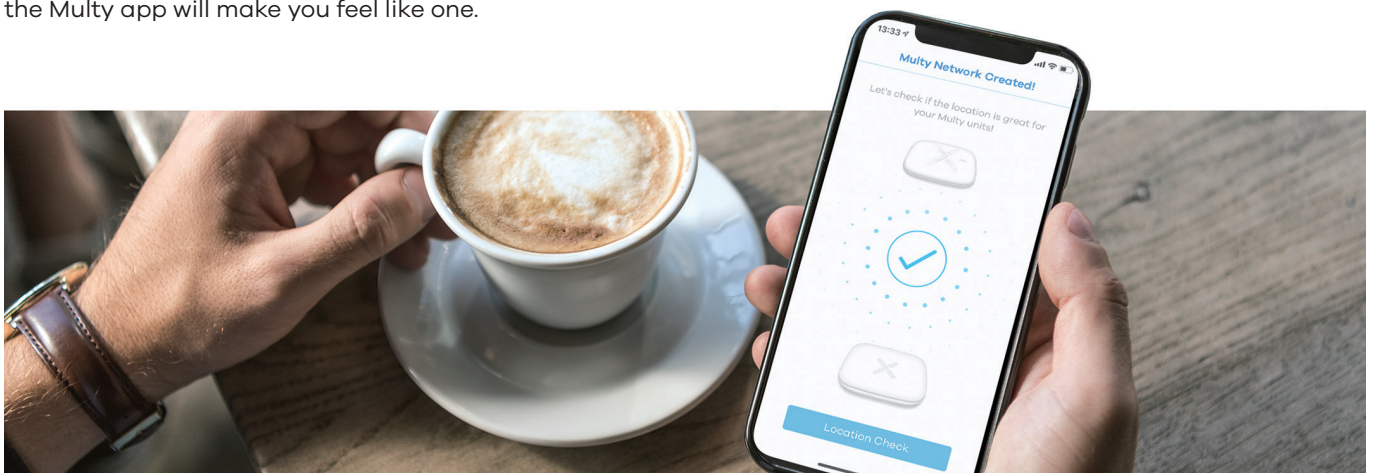 the Multy app will make you feel like one.
13:33
Multy Network Created!
Let's check if the location is great for
your Multy units!
Location Check